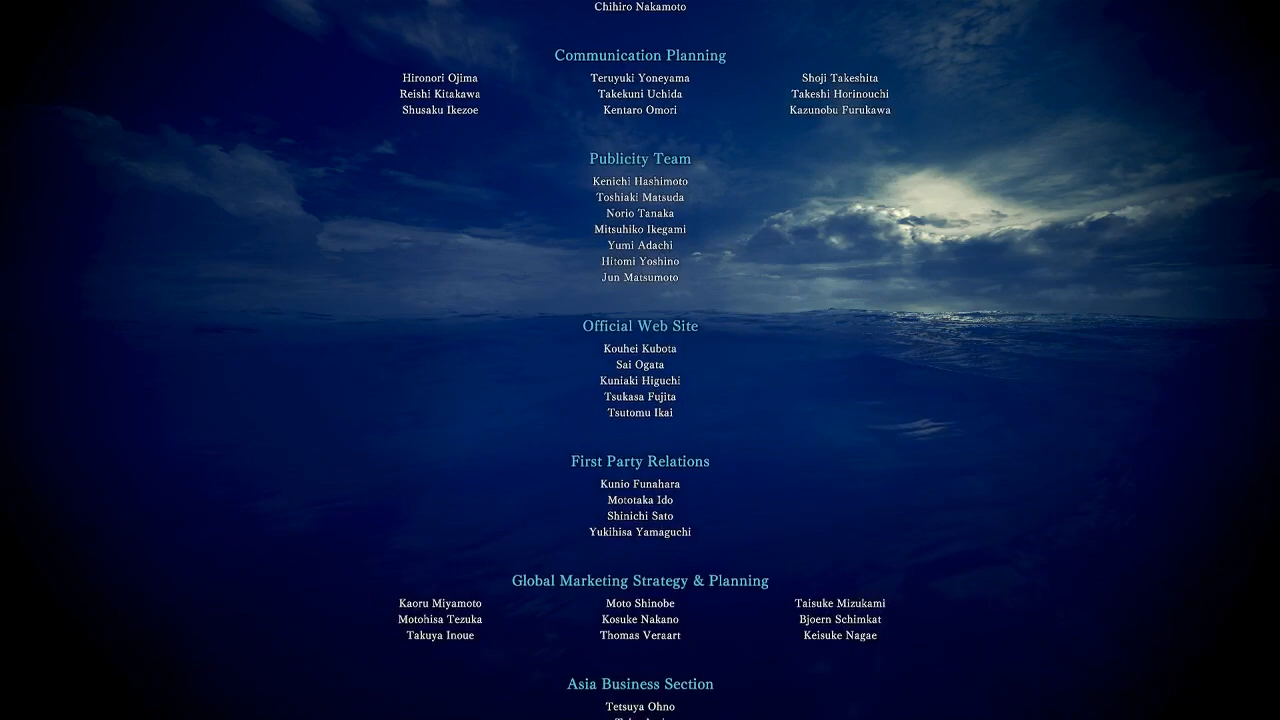 Chihiro Nakamoto
Communication Planning
Hironori Ojima Teruyuki Yoneyama Shoji Takeshita
Reishi Kitakawa Takekuni Uchida Takeshi Horinouchi
Shusaku Ikezoe Kentaro Omori Kazunobu Furukawa
Publicity Team
Kenichi Hashimoto
Toshiaki Matsuda
Norio Tanaka
Mitsuhiko Ikegami
Yumi Adachi
Hitomi Yoshino
Jun Matsumoto
Official Web Site
Kouhei Kubota
Sai Ogata
Kuniaki Higuchi
Tsukasa Fujita
Tsutomu Ikai
First Party Relations
Kunio Funahara
Mototaka Ido
Shinichi Sato
Yukihisa Yamaguchi
Global Marketing Strategy & Planning
Kaoru Miyamoto Moto Shinobe Taisuke Mizukami
Motohisa Tezuka Kosuke Nakano Bjoern Schimkat
Takuya Inoue Thomas Veraart Keisuke Nagae
Asia Business Section
Tetsuya Ohno